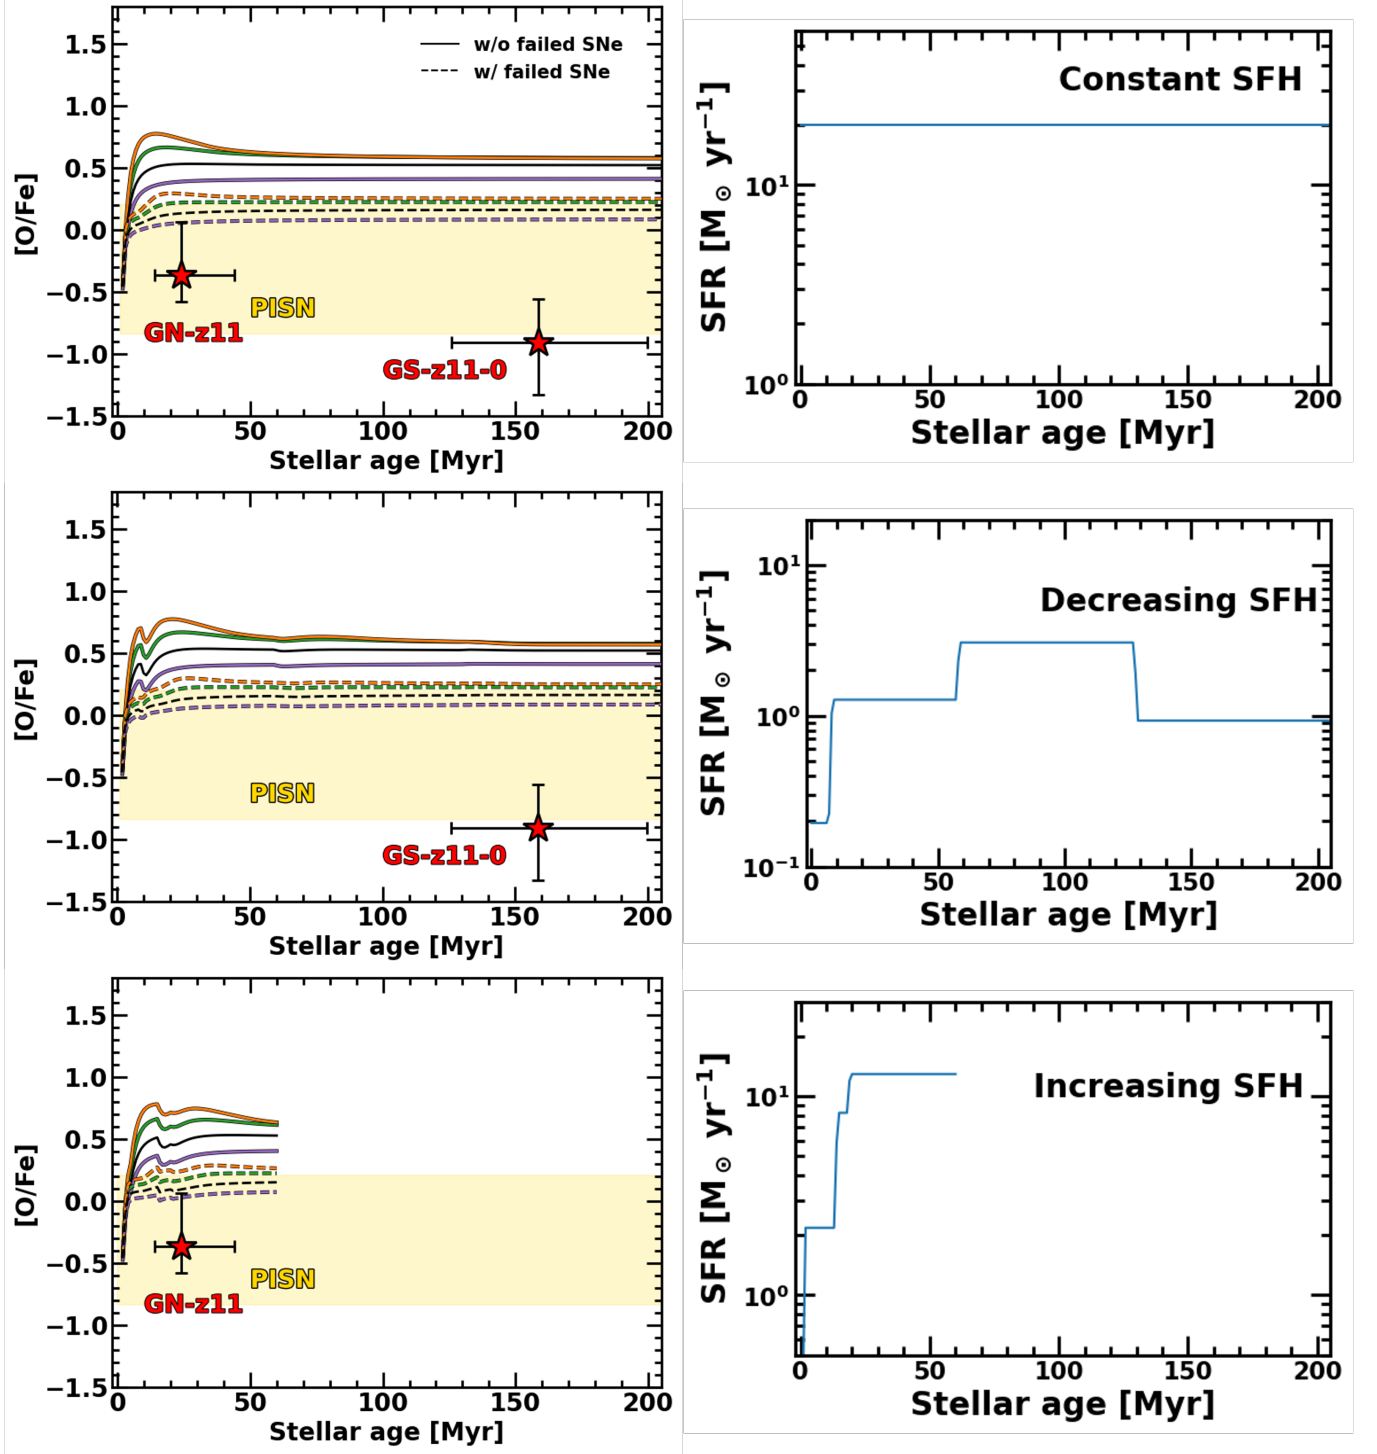 w/o failed SNe
w/ failed SNe
1.5
1.0
0.5
0.0
−0.5
−1.0
−1.5
[O/Fe]
PISN
GN-z11
GS-z11-0
0 50 100 150 200
Stellar age [Myr]
Constant SFH
SFR [M⊙ yr⁻¹]
10¹
10⁰
0 50 100 150 200
Stellar age [Myr]
1.5
1.0
0.5
0.0
−0.5
−1.0
−1.5
[O/Fe]
PISN
GS-z11-0
0 50 100 150 200
Stellar age [Myr]
Decreasing SFH
SFR [M⊙ yr⁻¹]
10¹
10⁰
10⁻¹
0 50 100 150 200
Stellar age [Myr]
1.5
1.0
0.5
0.0
−0.5
−1.0
−1.5
[O/Fe]
PISN
GN-z11
0 50 100 150 200
Stellar age [Myr]
Increasing SFH
SFR [M⊙ yr⁻¹]
10¹
10⁰
0 50 100 150 200
Stellar age [Myr]